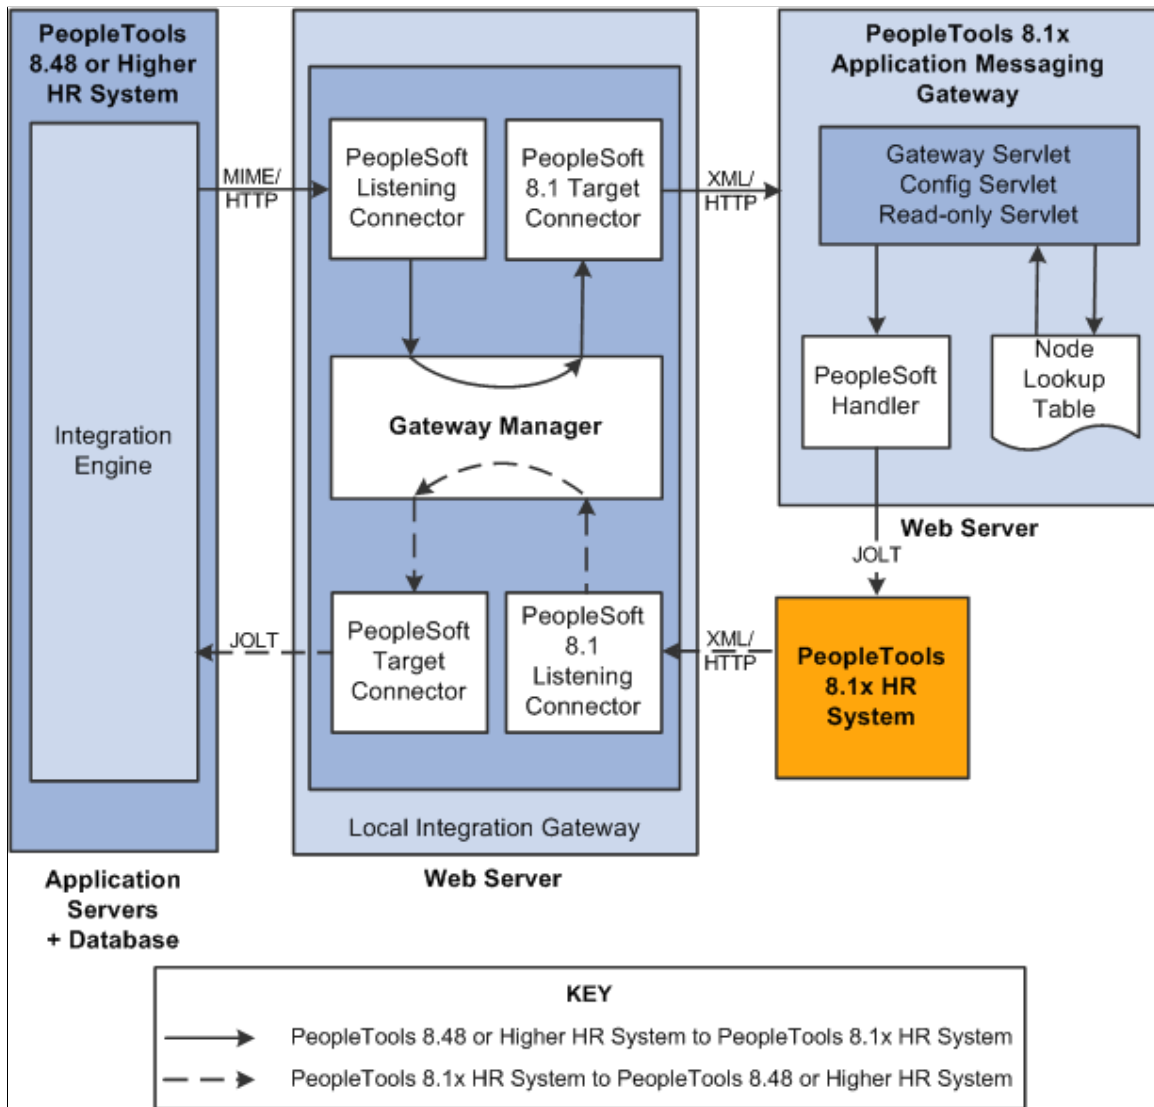 PeopleTools
8.48 or Higher
HR System
Integration
Engine
Application
Servers
+ Database
MIME/
HTTP
PeopleSoft
Listening
Connector
PeopleSoft
8.1 Target
Connector
Gateway Manager
PeopleSoft
Target
Connector
PeopleSoft
8.1
Listening
Connector
JOLT
Local Integration Gateway
Web Server
XML/
HTTP
PeopleTools 8.1x
Application Messaging
Gateway
Gateway Servlet
Config Servlet
Read-only Servlet
PeopleSoft
Handler
Node
Lookup
Table
Web Server
JOLT
XML/
HTTP
PeopleTools
8.1x HR
System
KEY
PeopleTools 8.48 or Higher HR System to PeopleTools 8.1x HR System
PeopleTools 8.1x HR System to PeopleTools 8.48 or Higher HR System